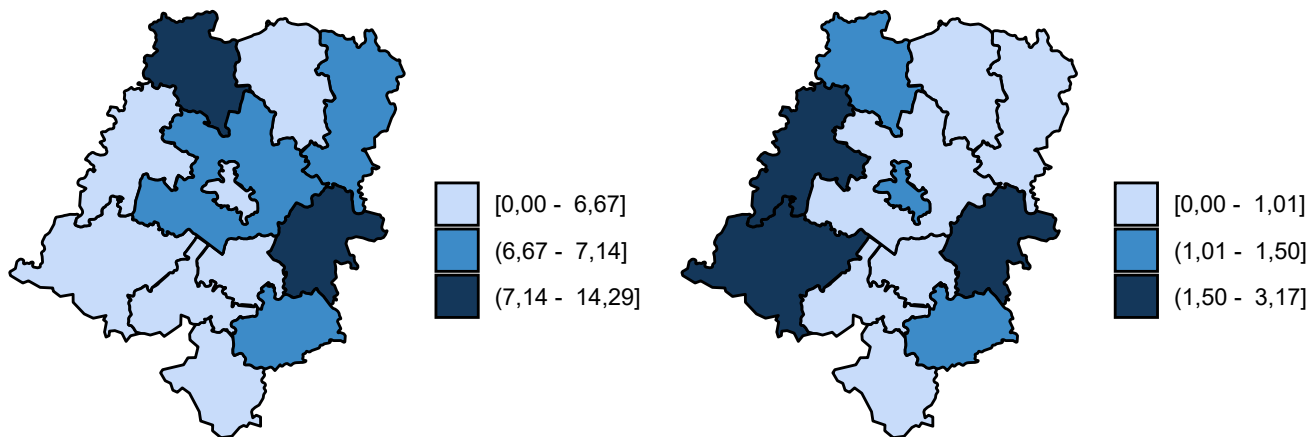 [0,00 - 6,67]
(6,67 - 7,14]
(7,14 - 14,29]
[0,00 - 1,01]
(1,01 - 1,50]
(1,50 - 3,17]